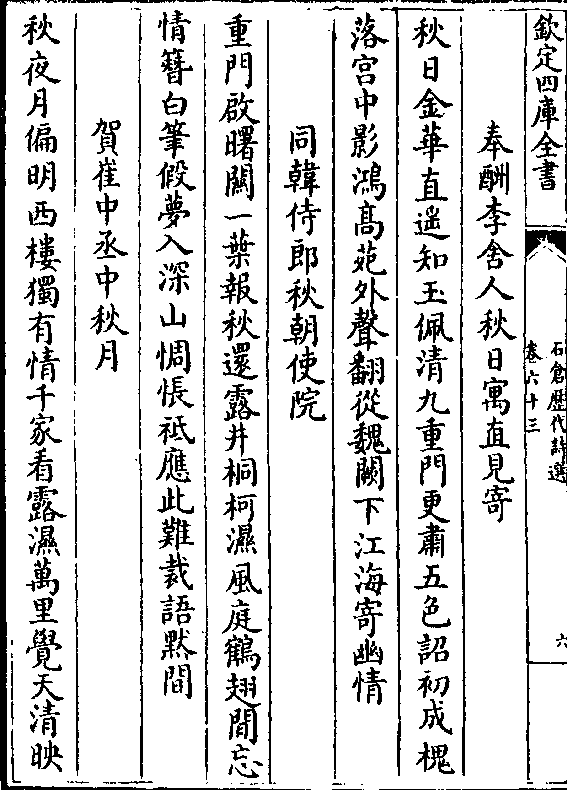 欽定四庫全書
石倉歴代詩選
卷六十三
六
奉酬李舍人秋日寓直見寄
秋日金華直遥知玉佩清九重門更肅五色詔初成槐
落宫中影鴻髙苑外聲翻從魏闕下江海寄幽情
同韓侍郎秋朝使院
重門啟曙關一葉報秋還露井桐柯濕風庭鶴翅閒忘
情簪白筆假夢入深山惆悵祗應此難裁語黙間
賀崔中丞中秋月
秋夜月偏明西樓獨有情千家看露濕萬里覺天清映